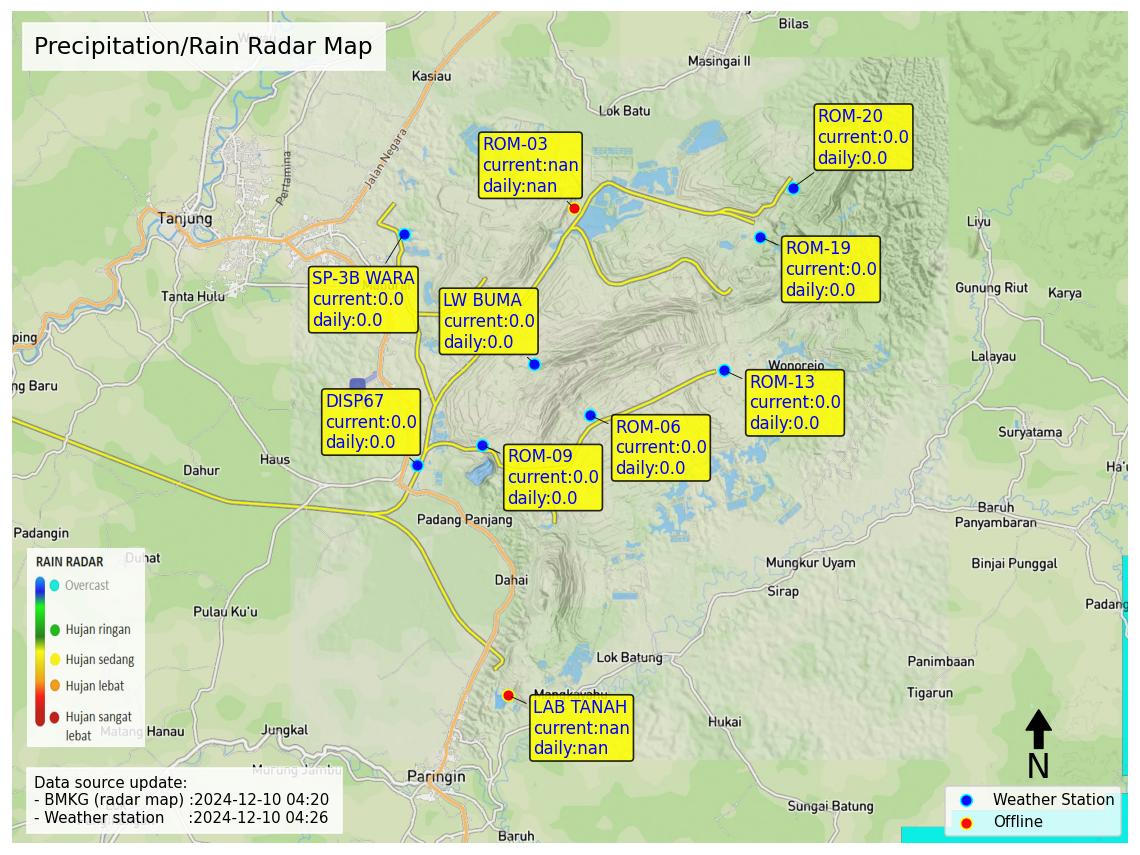 Precipitation/Rain Radar Map
Bilas
Masingai II
Kasiau
Lok Batu
ROM-20
current:0.0
daily:0.0
ROM-03
current:nan
daily:nan
Jalan Negara
Pertamina
Tanjung
Liyu
ROM-19
current:0.0
daily:0.0
SP-3B WARA
current:0.0
daily:0.0
LW BUMA
current:0.0
daily:0.0
Tanta Hulu
Gunung Riut
Karya
ping
Lalayau
Wonorejo
ng Baru
ROM-13
current:0.0
daily:0.0
DISP67
current:0.0
daily:0.0
ROM-06
current:0.0
daily:0.0
Suryatama
ROM-09
current:0.0
daily:0.0
Haus
Dahur
Ha'u
Baruh
Panyambaran
Padang Panjang
Padangin
Duhat
Mungkur Uyam
Binjai Punggal
Dahai
Sirap
Padang
Pulau Ku'u
RAIN RADAR
Overcast
Hujan ringan
Hujan sedang
Hujan lebat
Hujan sangat
lebat
Lok Batung
Panimbaan
Tigarun
Mangkayahu
LAB TANAH
current:nan
daily:nan
Hukai
Matang Hanau
Jungkal
Murung Jambu
Paringin
Sungai Batung
Baruh
N
Data source update:
- BMKG (radar map) :2024-12-10 04:20
- Weather station :2024-12-10 04:26
Weather Station
Offline